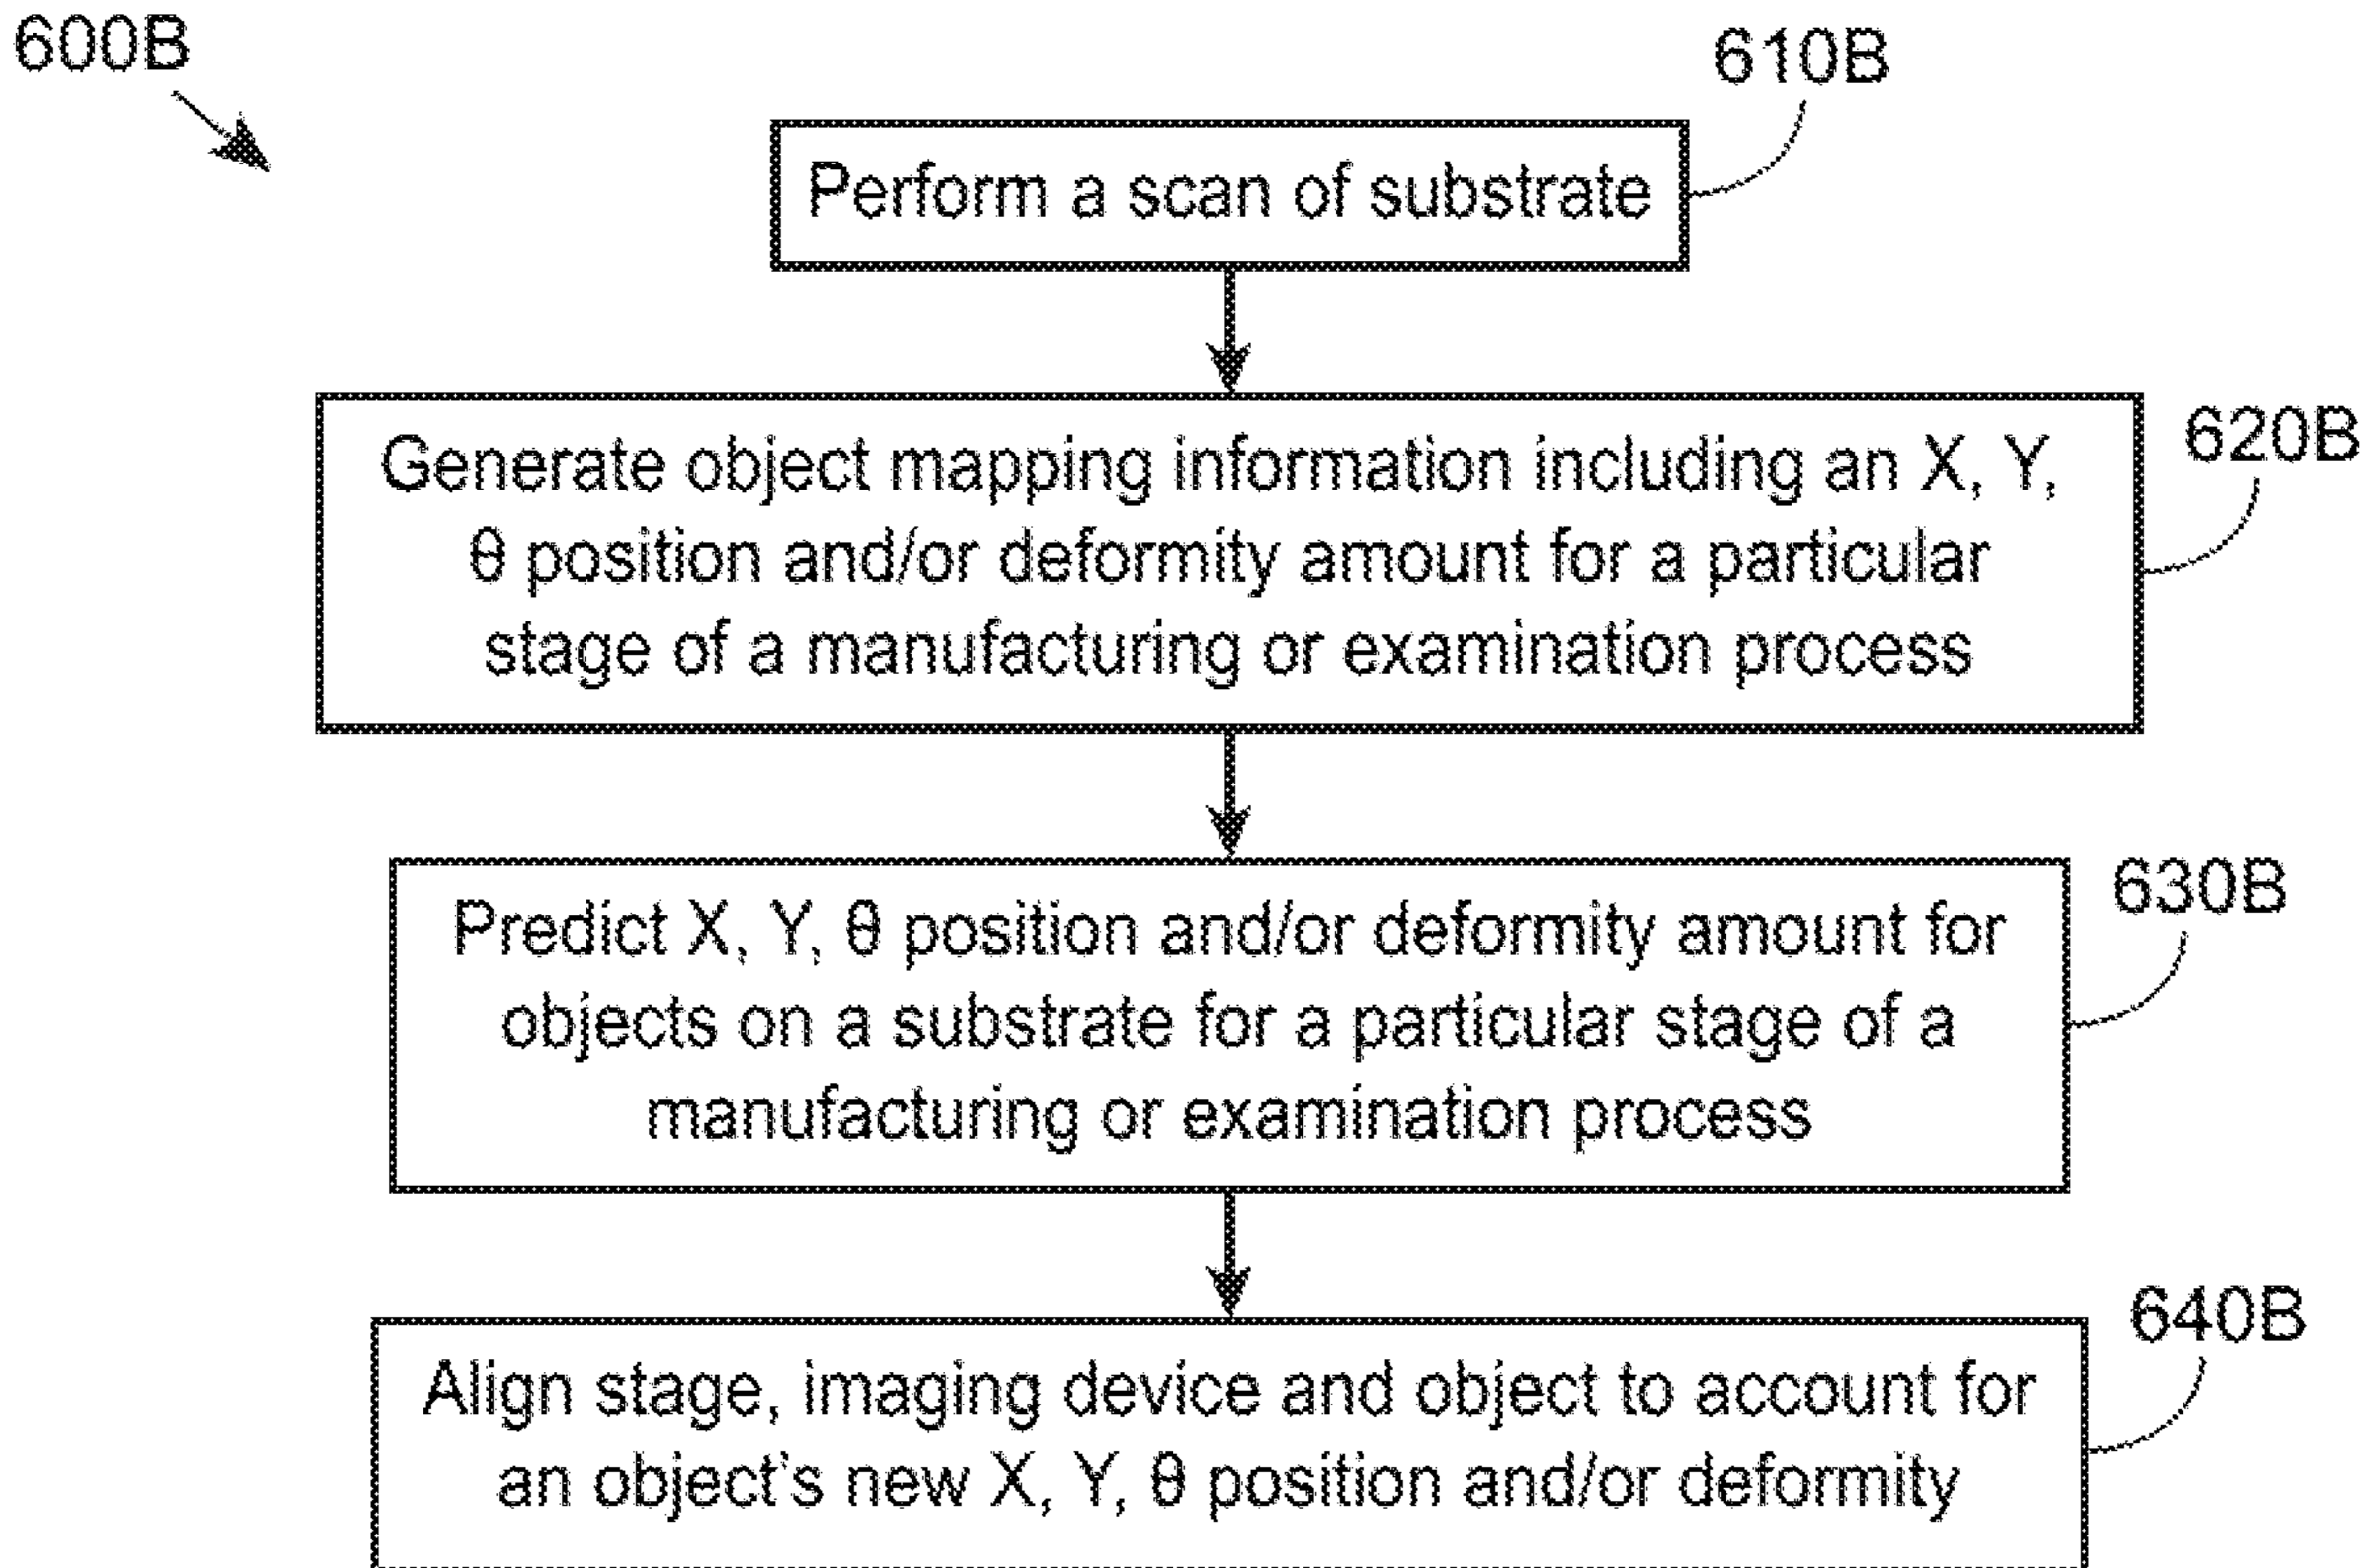 600B
610B
Perform a scan of substrate
620B
Generate object mapping information including an X, Y,
θ position and/or deformity amount for a particular
stage of a manufacturing or examination process
630B
Predict X, Y, θ position and/or deformity amount for
objects on a substrate for a particular stage of a
manufacturing or examination process
640B
Align stage, imaging device and object to account for
an object's new X, Y, θ position and/or deformity